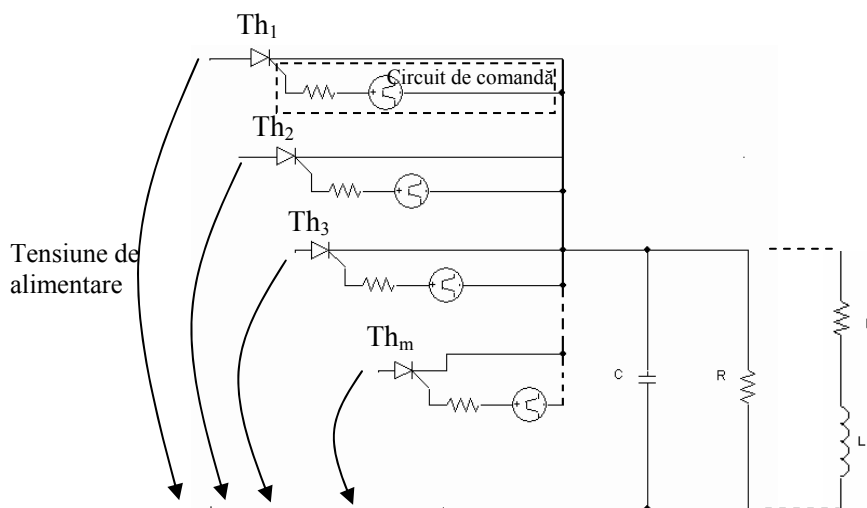 Th₁
Circuit de comandă
+
Th₂
+
Th₃
Tensiune de
alimentare
+
Thₘ
+
C
R
L